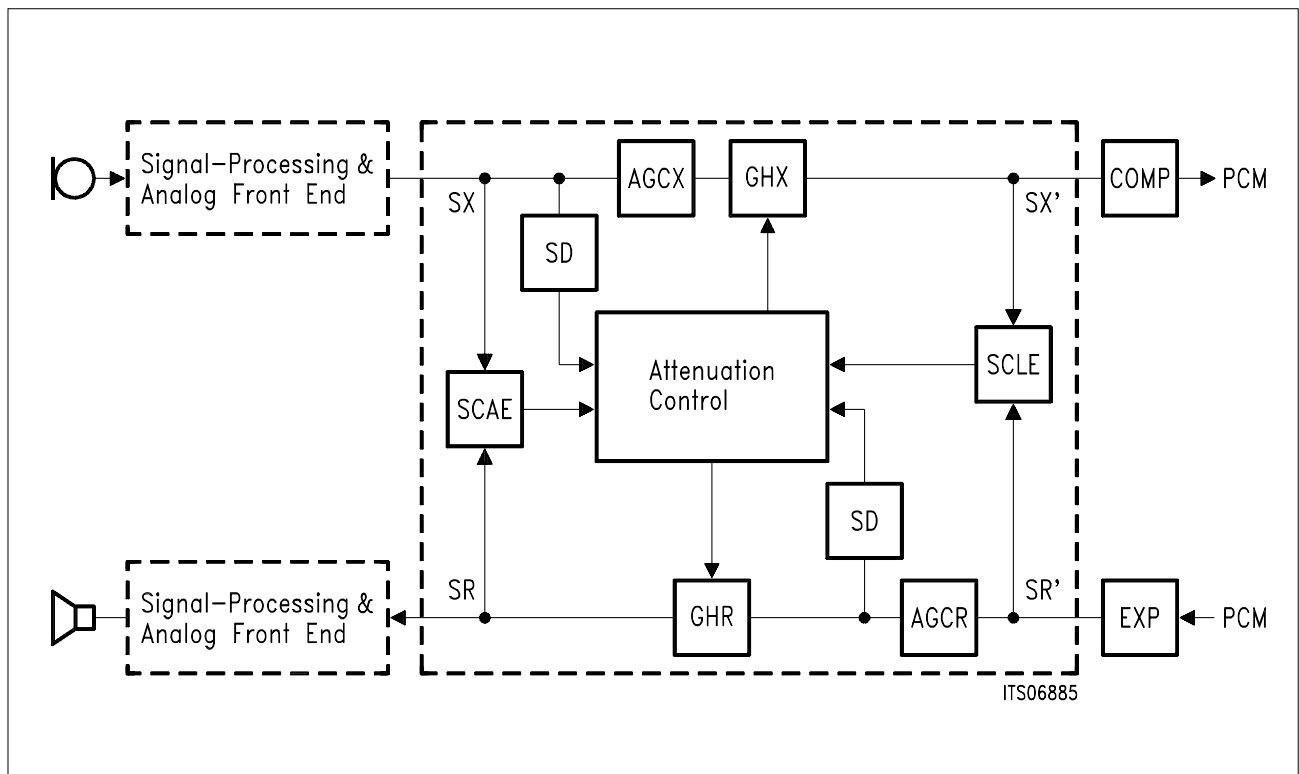 Signal-Processing &
Analog Front End
SX
AGCX
GHX
SX'
COMP
PCM
SD
Attenuation
Control
SCLE
SCAE
SD
Signal-Processing &
Analog Front End
SR
GHR
AGCR
SR'
EXP
PCM
ITS06885